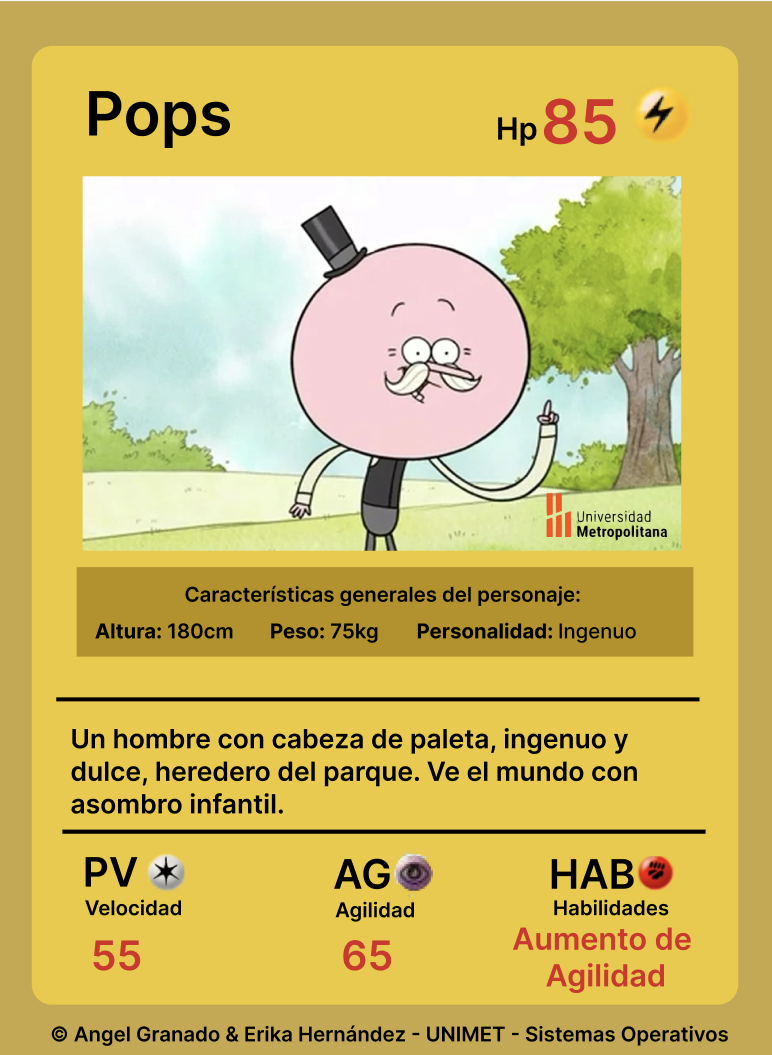 Pops
Hp 85
Universidad
Metropolitana
Características generales del personaje:
Altura: 180cm Peso: 75kg Personalidad: Ingenuo
Un hombre con cabeza de paleta, ingenuo y
dulce, heredero del parque. Ve el mundo con
asombro infantil.
PV AG HAB
Velocidad Agilidad Habilidades
55 65 Aumento de
Agilidad
© Angel Granado & Erika Hernández - UNIMET - Sistemas Operativos